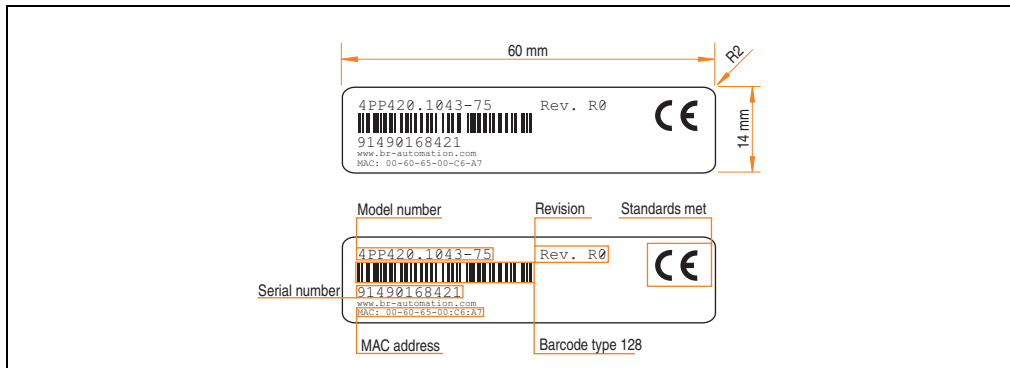 60 mm
R2
4PP420.1043-75 Rev. R0
CE
14 mm
91490168421
www.br-automation.com
MAC: 00-60-65-00-C6-A7
Model number Revision Standards met
4PP420.1043-75 Rev. R0
CE
Serial number 91490168421
www.br-automation.com
MAC: 00-60-65-00:C6:A7
MAC address Barcode type 128